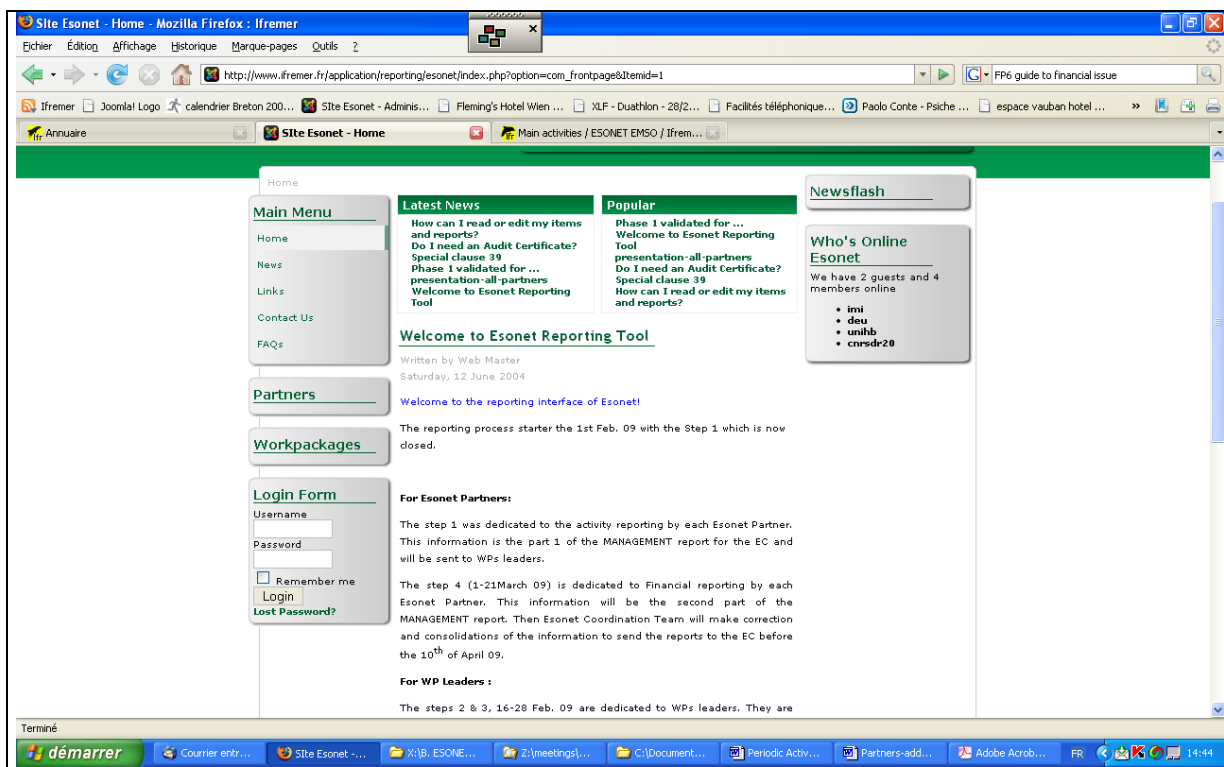 SIte Esonet - Home - Mozilla Firefox : Ifremer
Fichier Édition Affichage Historique Marque-pages Outils ?
http://www.ifremer.fr/application/reporting/esonet/index.php?option=com_frontpage&Itemid=1
FP6 guide to financial issue
Ifremer Joomla! Logo calendrier Breton 200... SIte Esonet - Adminis... Fleming's Hotel Wien ... XLF - Duathlon - 28/2... Facilités téléphonique... Paolo Conte - Psiche ... espace vauban hotel ... »
Annuaire SIte Esonet - Home Main activities / ESONET EMSO / Ifrem...
Home
Main Menu
Home
News
Links
Contact Us
FAQs
Partners
Workpackages
Login Form
Username
Password
Remember me
Login
Lost Password?
Latest News
How can I read or edit my items
and reports?
Do I need an Audit Certificate?
Special clause 39
Phase 1 validated for ...
presentation-all-partners
Welcome to Esonet Reporting
Tool
Popular
Phase 1 validated for ...
Welcome to Esonet Reporting
Tool
presentation-all-partners
Do I need an Audit Certificate?
Special clause 39
How can I read or edit my items
and reports?
Welcome to Esonet Reporting Tool
Written by Web Master
Saturday, 12 June 2004
Welcome to the reporting interface of Esonet!
The reporting process starter the 1st Feb. 09 with the Step 1 which is now
closed.
For Esonet Partners:
The step 1 was dedicated to the activity reporting by each Esonet Partner.
This information is the part 1 of the MANAGEMENT report for the EC and
will be sent to WPs leaders.
The step 4 (1-21March 09) is dedicated to Financial reporting by each
Esonet Partner. This information will be the second part of the
MANAGEMENT report. Then Esonet Coordination Team will make correction
and consolidations of the information to send the reports to the EC before
the 10th of April 09.
For WP Leaders :
The steps 2 & 3, 16-28 Feb. 09 are dedicated to WPs leaders. They are
Newsflash
Who's Online
Esonet
We have 2 guests and 4
members online
imi
deu
unihb
cnrsdr20
Terminé
démarrer Courrier entr... SIte Esonet -... X:\B. ESONE... Z:\meetings\... C:\Document... Periodic Activ... Partners-add... Adobe Acrob... FR 14:44